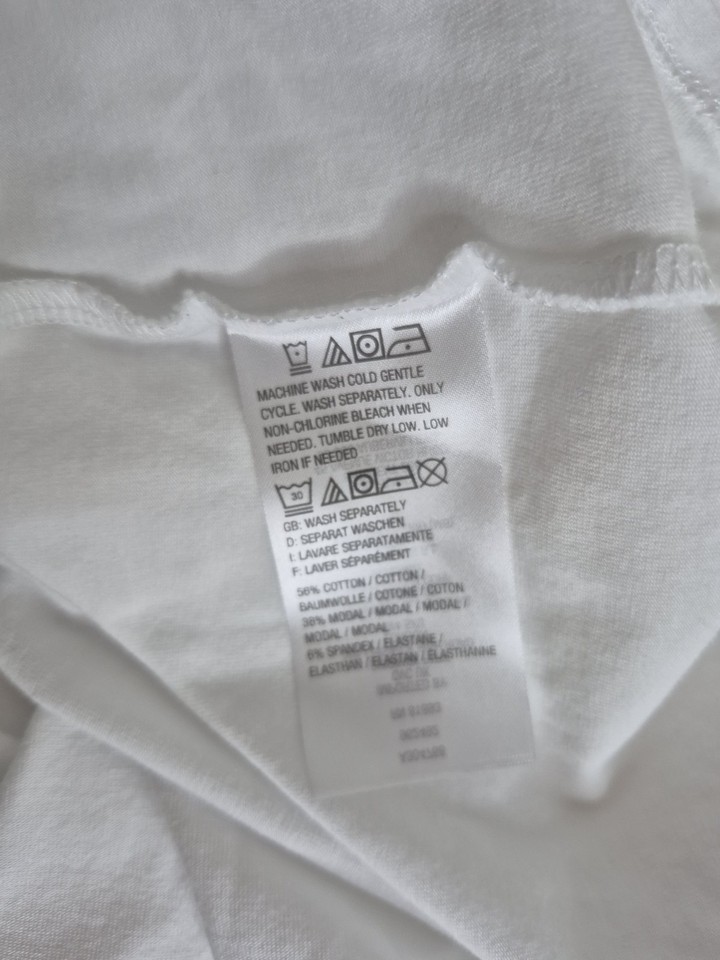 MACHINE WASH COLD GENTLE
CYCLE. WASH SEPARATELY. ONLY
NON-CHLORINE BLEACH WHEN
NEEDED. TUMBLE DRY LOW. LOW
IRON IF NEEDED
30
GB: WASH SEPARATELY
D: SEPARAT WASCHEN
I: LAVARE SEPARATAMENTE
F: LAVER SÉPARÉMENT
56% COTTON / COTTON /
BAUMWOLLE / COTONE / COTON
38% MODAL / MODAL / MODAL /
MODAL / MODAL
6% SPANDEX / ELASTANE /
ELASTHAN / ELASTAN / ÉLASTHANNE